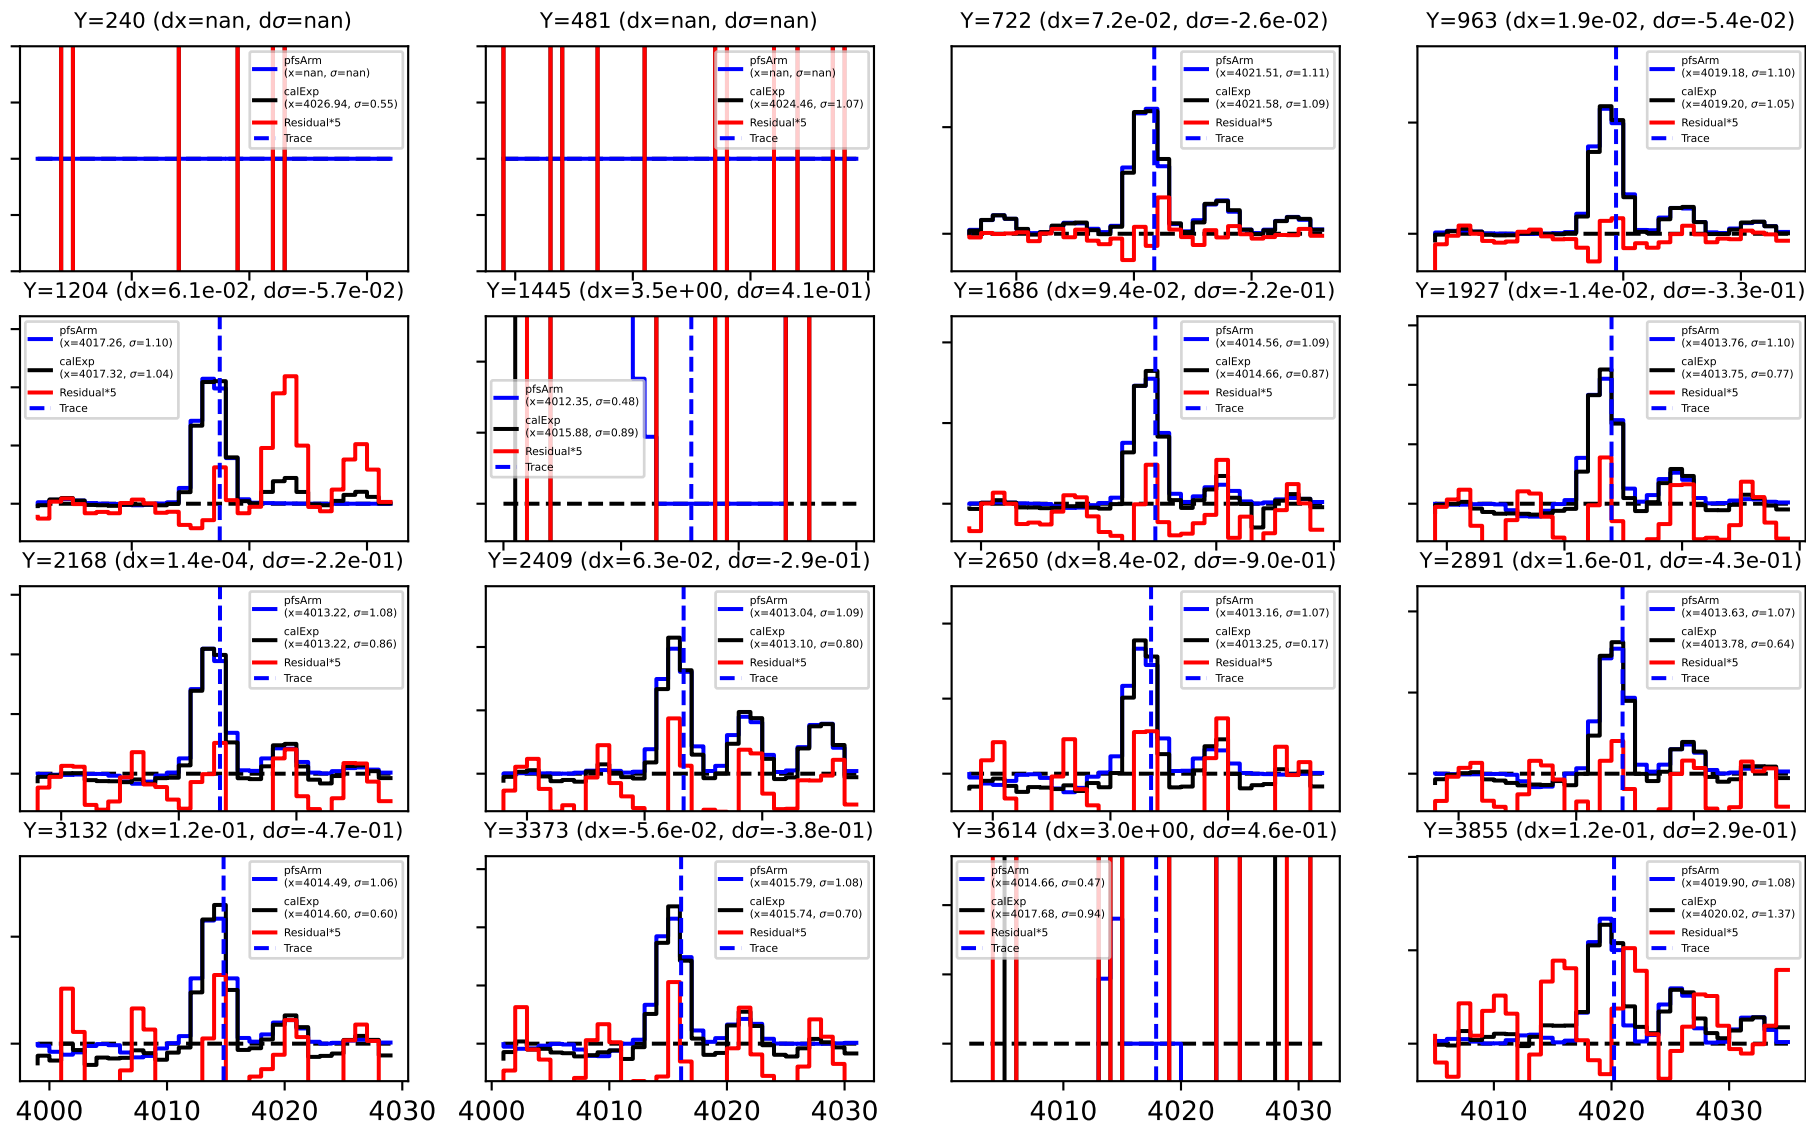 Y=240 (dx=nan, dσ=nan)
pfsArm
(x=nan, σ=nan)
calExp
(x=4026.94, σ=0.55)
Residual*5
Trace
Y=481 (dx=nan, dσ=nan)
pfsArm
(x=nan, σ=nan)
calExp
(x=4024.46, σ=1.07)
Residual*5
Trace
Y=722 (dx=7.2e-02, dσ=-2.6e-02)
pfsArm
(x=4021.51, σ=1.11)
calExp
(x=4021.58, σ=1.09)
Residual*5
Trace
Y=963 (dx=1.9e-02, dσ=-5.4e-02)
pfsArm
(x=4019.18, σ=1.10)
calExp
(x=4019.20, σ=1.05)
Residual*5
Trace
Y=1204 (dx=6.1e-02, dσ=-5.7e-02)
pfsArm
(x=4017.26, σ=1.10)
calExp
(x=4017.32, σ=1.04)
Residual*5
Trace
Y=1445 (dx=3.5e+00, dσ=4.1e-01)
pfsArm
(x=4012.35, σ=0.48)
calExp
(x=4015.88, σ=0.89)
Residual*5
Trace
Y=1686 (dx=9.4e-02, dσ=-2.2e-01)
pfsArm
(x=4014.56, σ=1.09)
calExp
(x=4014.66, σ=0.87)
Residual*5
Trace
Y=1927 (dx=-1.4e-02, dσ=-3.3e-01)
pfsArm
(x=4013.76, σ=1.10)
calExp
(x=4013.75, σ=0.77)
Residual*5
Trace
Y=2168 (dx=1.4e-04, dσ=-2.2e-01)
pfsArm
(x=4013.22, σ=1.08)
calExp
(x=4013.22, σ=0.86)
Residual*5
Trace
Y=2409 (dx=6.3e-02, dσ=-2.9e-01)
pfsArm
(x=4013.04, σ=1.09)
calExp
(x=4013.10, σ=0.80)
Residual*5
Trace
Y=2650 (dx=8.4e-02, dσ=-9.0e-01)
pfsArm
(x=4013.16, σ=1.07)
calExp
(x=4013.25, σ=0.17)
Residual*5
Trace
Y=2891 (dx=1.6e-01, dσ=-4.3e-01)
pfsArm
(x=4013.63, σ=1.07)
calExp
(x=4013.78, σ=0.64)
Residual*5
Trace
Y=3132 (dx=1.2e-01, dσ=-4.7e-01)
pfsArm
(x=4014.49, σ=1.06)
calExp
(x=4014.60, σ=0.60)
Residual*5
Trace
4000 4010 4020 4030
Y=3373 (dx=-5.6e-02, dσ=-3.8e-01)
pfsArm
(x=4015.79, σ=1.08)
calExp
(x=4015.74, σ=0.70)
Residual*5
Trace
4000 4010 4020 4030
Y=3614 (dx=3.0e+00, dσ=4.6e-01)
pfsArm
(x=4014.66, σ=0.47)
calExp
(x=4017.68, σ=0.94)
Residual*5
Trace
4010 4020 4030
Y=3855 (dx=1.2e-01, dσ=2.9e-01)
pfsArm
(x=4019.90, σ=1.08)
calExp
(x=4020.02, σ=1.37)
Residual*5
Trace
4010 4020 4030